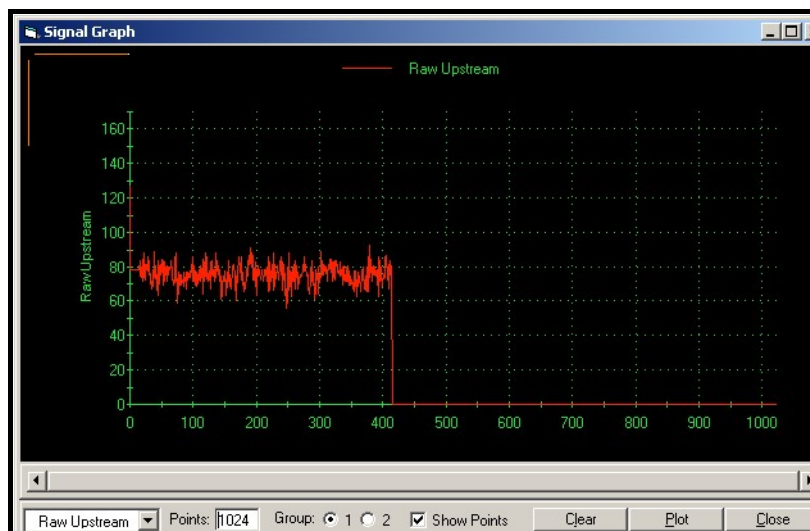 Signal Graph
Raw Upstream
Raw Upstream
160
140
120
100
80
60
40
20
0
0 100 200 300 400 500 600 700 800 900 1000
Raw Upstream Points: 1024 Group: 1 2 Show Points Clear Plot Close